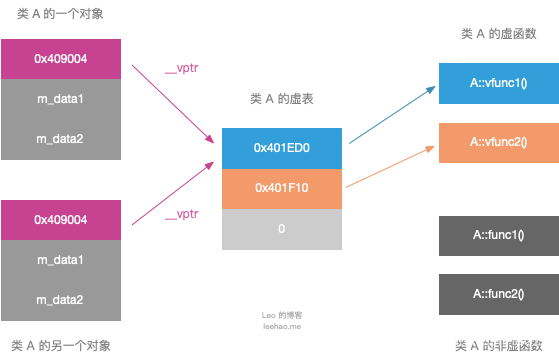 类 A 的一个对象
0x409004
m_data1
m_data2
__vptr
0x409004
m_data1
m_data2
__vptr
类 A 的另一个对象
类 A 的虚表
0x401ED0
0x401F10
0
Leo 的博客
leehao.me
类 A 的虚函数
A::vfunc1()
A::vfunc2()
A::func1()
A::func2()
类 A 的非虚函数